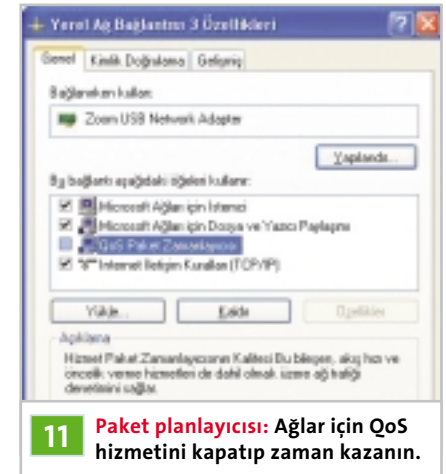 Yerel Ağ Bağlantısı 3 Özellikleri
Genel Kimlik Doğrulama Gelişmiş
Bağlanırken kullan:
Zoom USB Network Adapter
Yapılandır...
Bu bağlantı aşağıdaki öğeleri kullanır:
Microsoft Ağları için İstemci
Microsoft Ağları için Dosya ve Yazıcı Paylaşımı
QoS Paket Zamanlayıcısı
Internet İletişim Kuralları (TCP/IP)
Yükle... Kaldır Özellikler
Açıklama
Hizmet Paket Zamanlayıcısının Kalitesi Bu bileşen, akış hızı ve
öncelik verme hizmetleri de dahil olmak üzere ağ trafiği
denetimini sağlar.
11 Paket planlayıcısı: Ağlar için QoS
hizmetini kapatıp zaman kazanın.